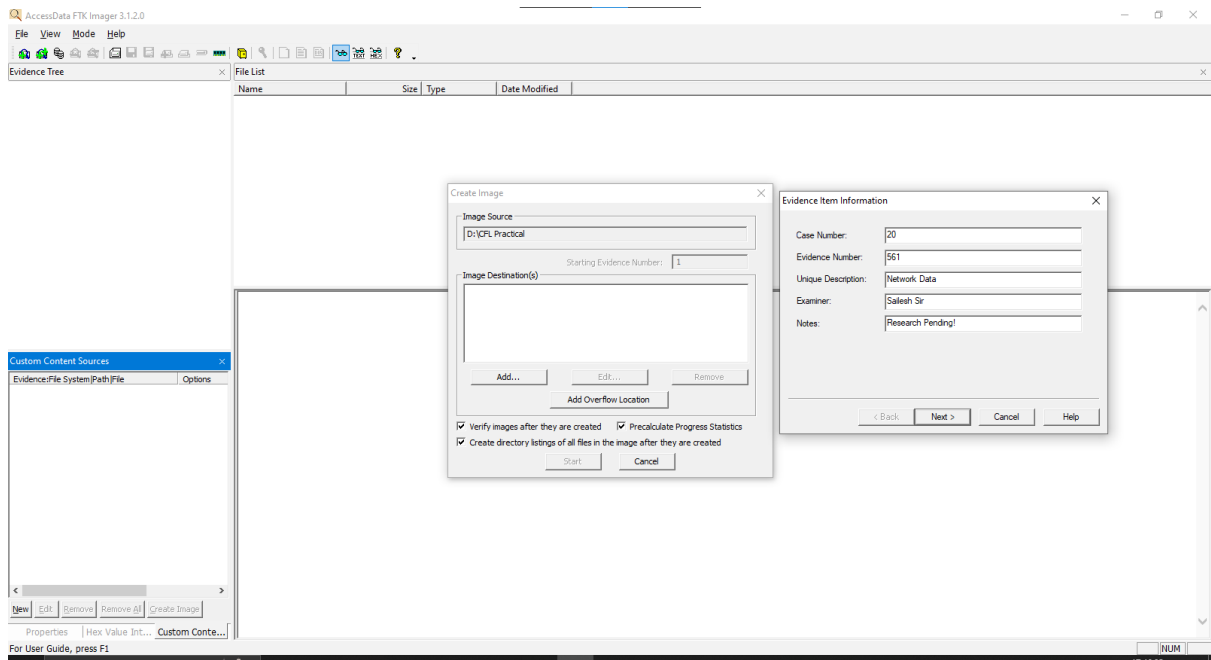 AccessData FTK Imager 3.1.2.0
File View Mode Help
Evidence Tree
File List
Name Size Type Date Modified
Create Image
Image Source
D:\CFL Practical
Starting Evidence Number: 1
Image Destination(s)
Add... Edit... Remove
Add Overflow Location
Verify images after they are created Precalculate Progress Statistics
Create directory listings of all files in the image after they are created
Start Cancel
Evidence Item Information
Case Number: 20
Evidence Number: 561
Unique Description: Network Data
Examiner: Sailesh Sir
Notes: Research Pending!
< Back Next > Cancel Help
Custom Content Sources
Evidence:File System|Path|File Options
New Edit Remove Remove All Create Image
Properties Hex Value Int... Custom Conte...
For User Guide, press F1 NUM